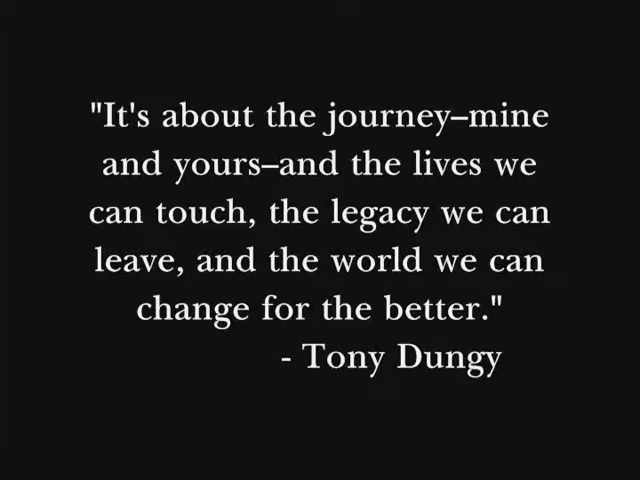 "It's about the journey–mine
and yours–and the lives we
can touch, the legacy we can
leave, and the world we can
change for the better."
- Tony Dungy